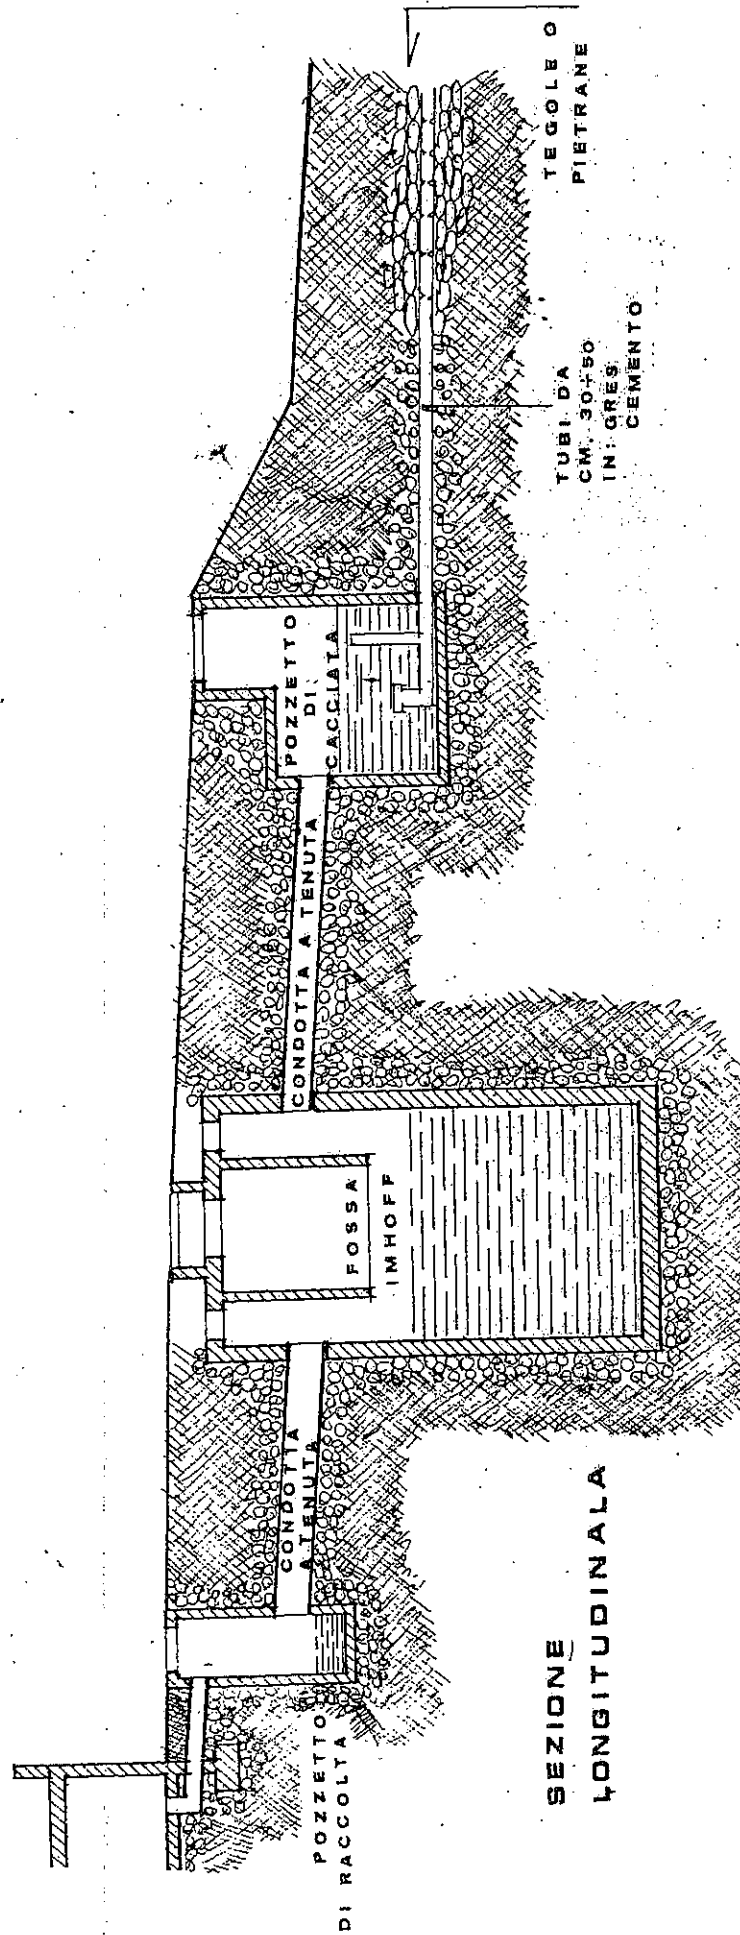 POZZETTO
DI RACCOLTA
CONDOTTA
A TENUTA
FOSSA
IMHOFF
CONDOTTA A TENUTA
POZZETTO
DI
CACCIATA
TUBI DA
CM. 30÷50
IN: GRES
CEMENTO
TEGOLE O
PIETRANE
SEZIONE
LONGITUDINALA